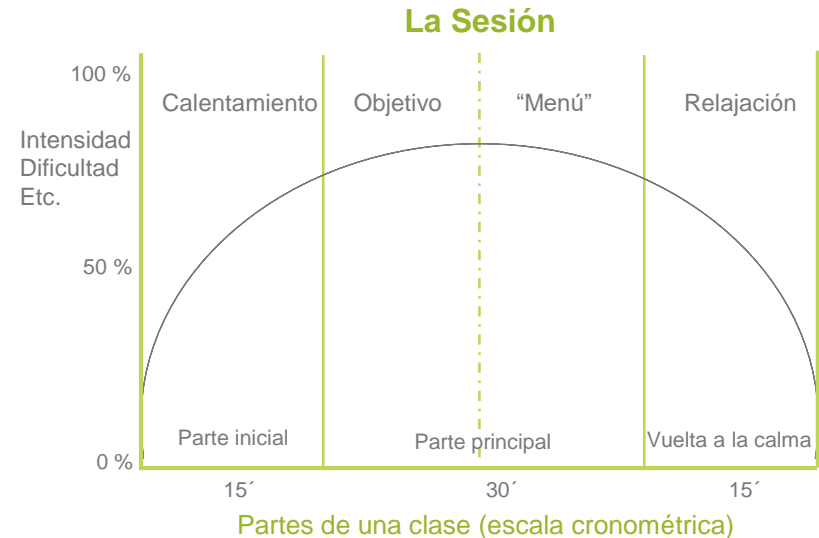 La Sesión
100 %
Calentamiento
Objetivo
“Menú”
Relajación
Intensidad
Dificultad
Etc.
50 %
Parte inicial
Parte principal
Vuelta a la calma
0 %
15´
30´
15´
Partes de una clase (escala cronométrica)